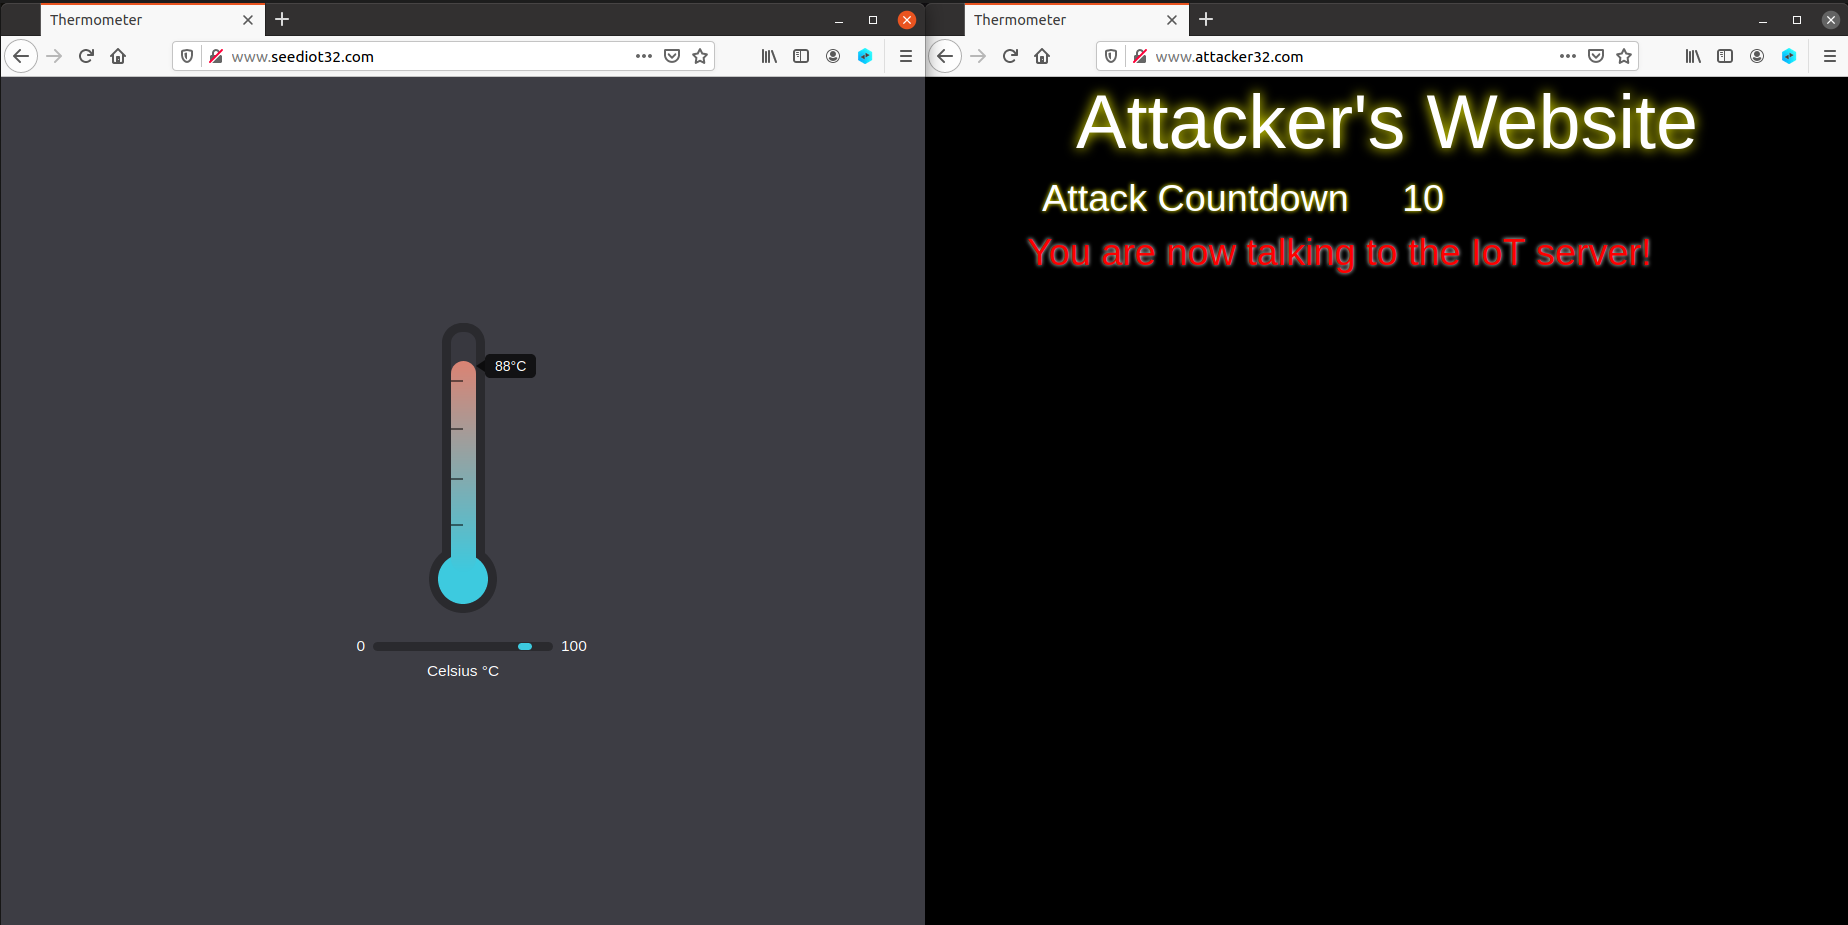 Thermometer
www.seediot32.com
88°C
0 100
Celsius °C
Thermometer
www.attacker32.com
Attacker's Website
Attack Countdown 10
You are now talking to the IoT server!